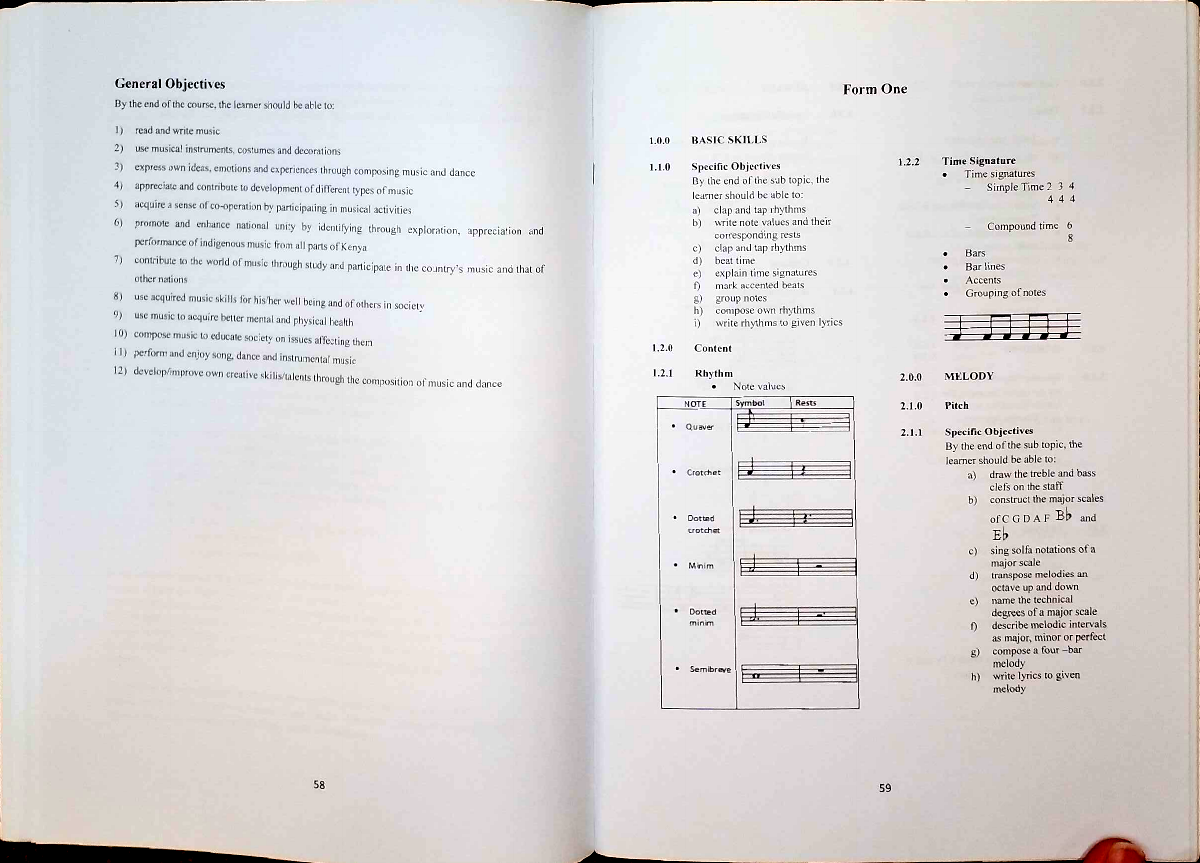 General Objectives
By the end of the course, the learner should be able to:
1) read and write music
2) use musical instruments, costumes and decorations
3) express own ideas, emotions and experiences through composing music and dance
4) appreciate and contribute to development of different types of music
5) acquire a sense of co-operation by participating in musical activities
6) promote and enhance national unity by identifying through exploration, appreciation and
performance of indigenous music from all parts of Kenya
7) contribute to the world of music through study and participate in the country's music and that of
other nations
8) use acquired music skills for his/her well being and of others in society
9) use music to acquire better mental and physical health
10) compose music to educate society on issues affecting them
11) perform and enjoy song, dance and instrumental music
12) develop/improve own creative skills/talents through the composition of music and dance
58
Form One
1.0.0 BASIC SKILLS
1.1.0 Specific Objectives
By the end of the sub topic, the
learner should be able to:
a) clap and tap rhythms
b) write note values and their
corresponding rests
c) clap and tap rhythms
d) beat time
e) explain time signatures
f) mark accented beats
g) group notes
h) compose own rhythms
i) write rhythms to given lyrics
1.2.0 Content
1.2.1 Rhythm
• Note values
NOTE Symbol Rests
• Quaver
• Crotchet
• Dotted
crotchet
• Minim
• Dotted
minim
• Semibreve
1.2.2 Time Signature
• Time signatures
– Simple Time 2 3 4
4 4 4
– Compound time 6
8
• Bars
• Bar lines
• Accents
• Grouping of notes
2.0.0 MELODY
2.1.0 Pitch
2.1.1 Specific Objectives
By the end of the sub topic, the
learner should be able to:
a) draw the treble and bass
clefs on the staff
b) construct the major scales
of C G D A F B♭ and
E♭
c) sing solfa notations of a
major scale
d) transpose melodies an
octave up and down
e) name the technical
degrees of a major scale
f) describe melodic intervals
as major, minor or perfect
g) compose a four –bar
melody
h) write lyrics to given
melody
59